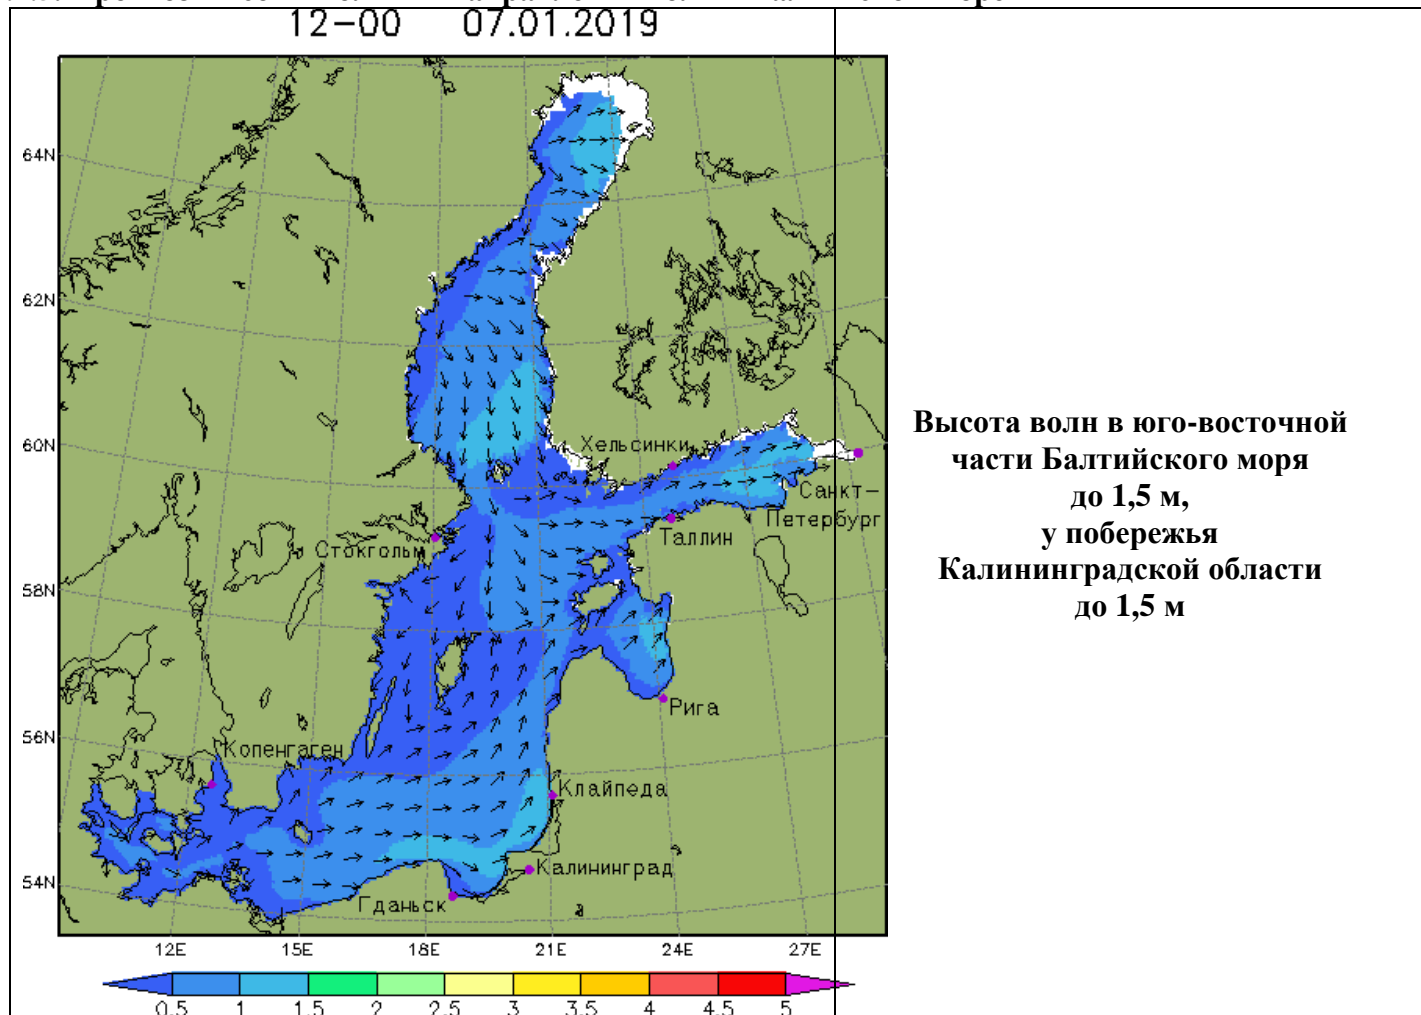 12-00 07.01.2019
64N
62N
60N
58N
56N
54N
Хельсинки
Санкт-
Петербург
Таллин
Стокгольм
Рига
Копенгаген
Клайпеда
Калининград
Гданьск
12E 15E 18E 21E 24E 27E
0.5 1 1.5 2 2.5 3 3.5 4 4.5 5
Высота волн в юго-восточной
части Балтийского моря
до 1,5 м,
у побережья
Калининградской области
до 1,5 м